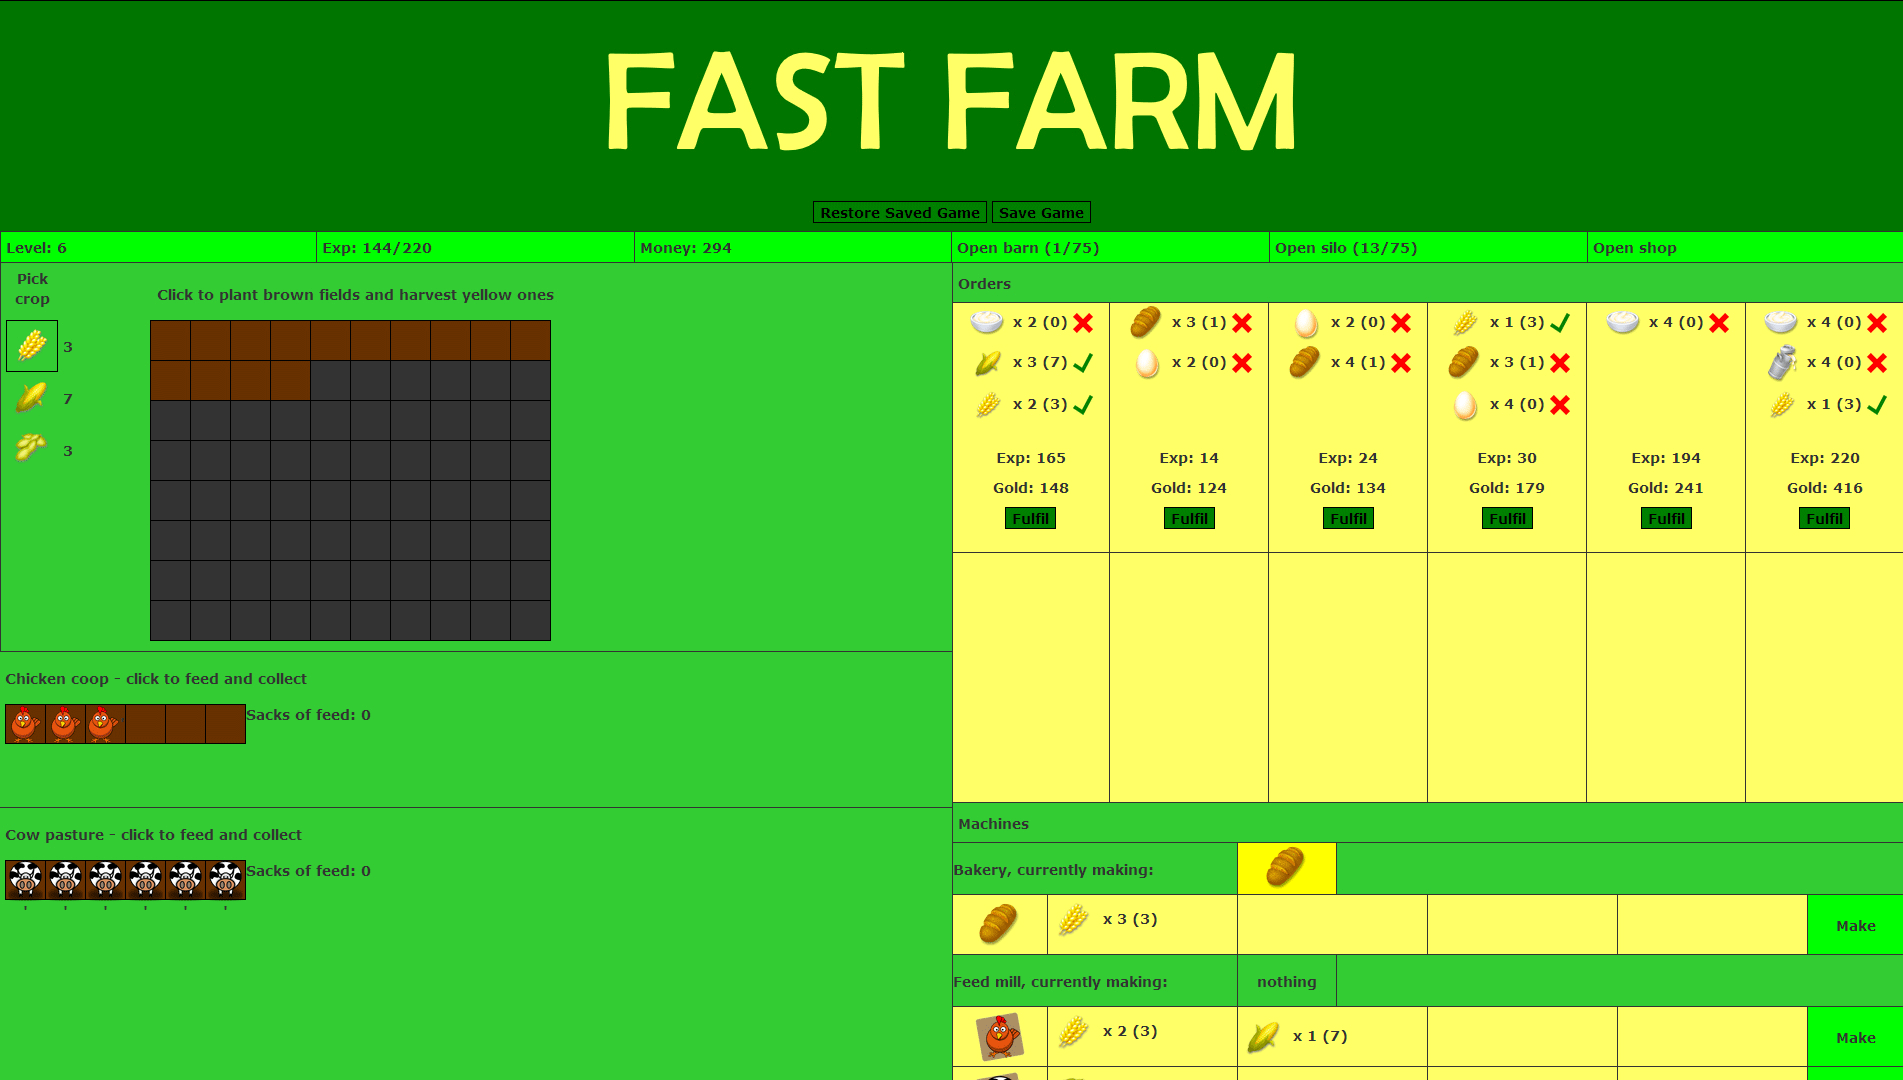 FAST FARM
Restore Saved Game Save Game
Level: 6 Exp: 144/220 Money: 294 Open barn (1/75) Open silo (13/75) Open shop
Pick
crop
Click to plant brown fields and harvest yellow ones
3
7
3
Chicken coop - click to feed and collect
Sacks of feed: 0
Cow pasture - click to feed and collect
Sacks of feed: 0
Orders
x 2 (0) x 3 (1) x 2 (0) x 1 (3) x 4 (0) x 4 (0)
x 3 (7) x 2 (0) x 4 (1) x 3 (1) x 4 (0)
x 2 (3) x 4 (0) x 1 (3)
Exp: 165 Exp: 14 Exp: 24 Exp: 30 Exp: 194 Exp: 220
Gold: 148 Gold: 124 Gold: 134 Gold: 179 Gold: 241 Gold: 416
Fulfil Fulfil Fulfil Fulfil Fulfil Fulfil
Machines
Bakery, currently making:
x 3 (3) Make
Feed mill, currently making: nothing
x 2 (3) x 1 (7) Make